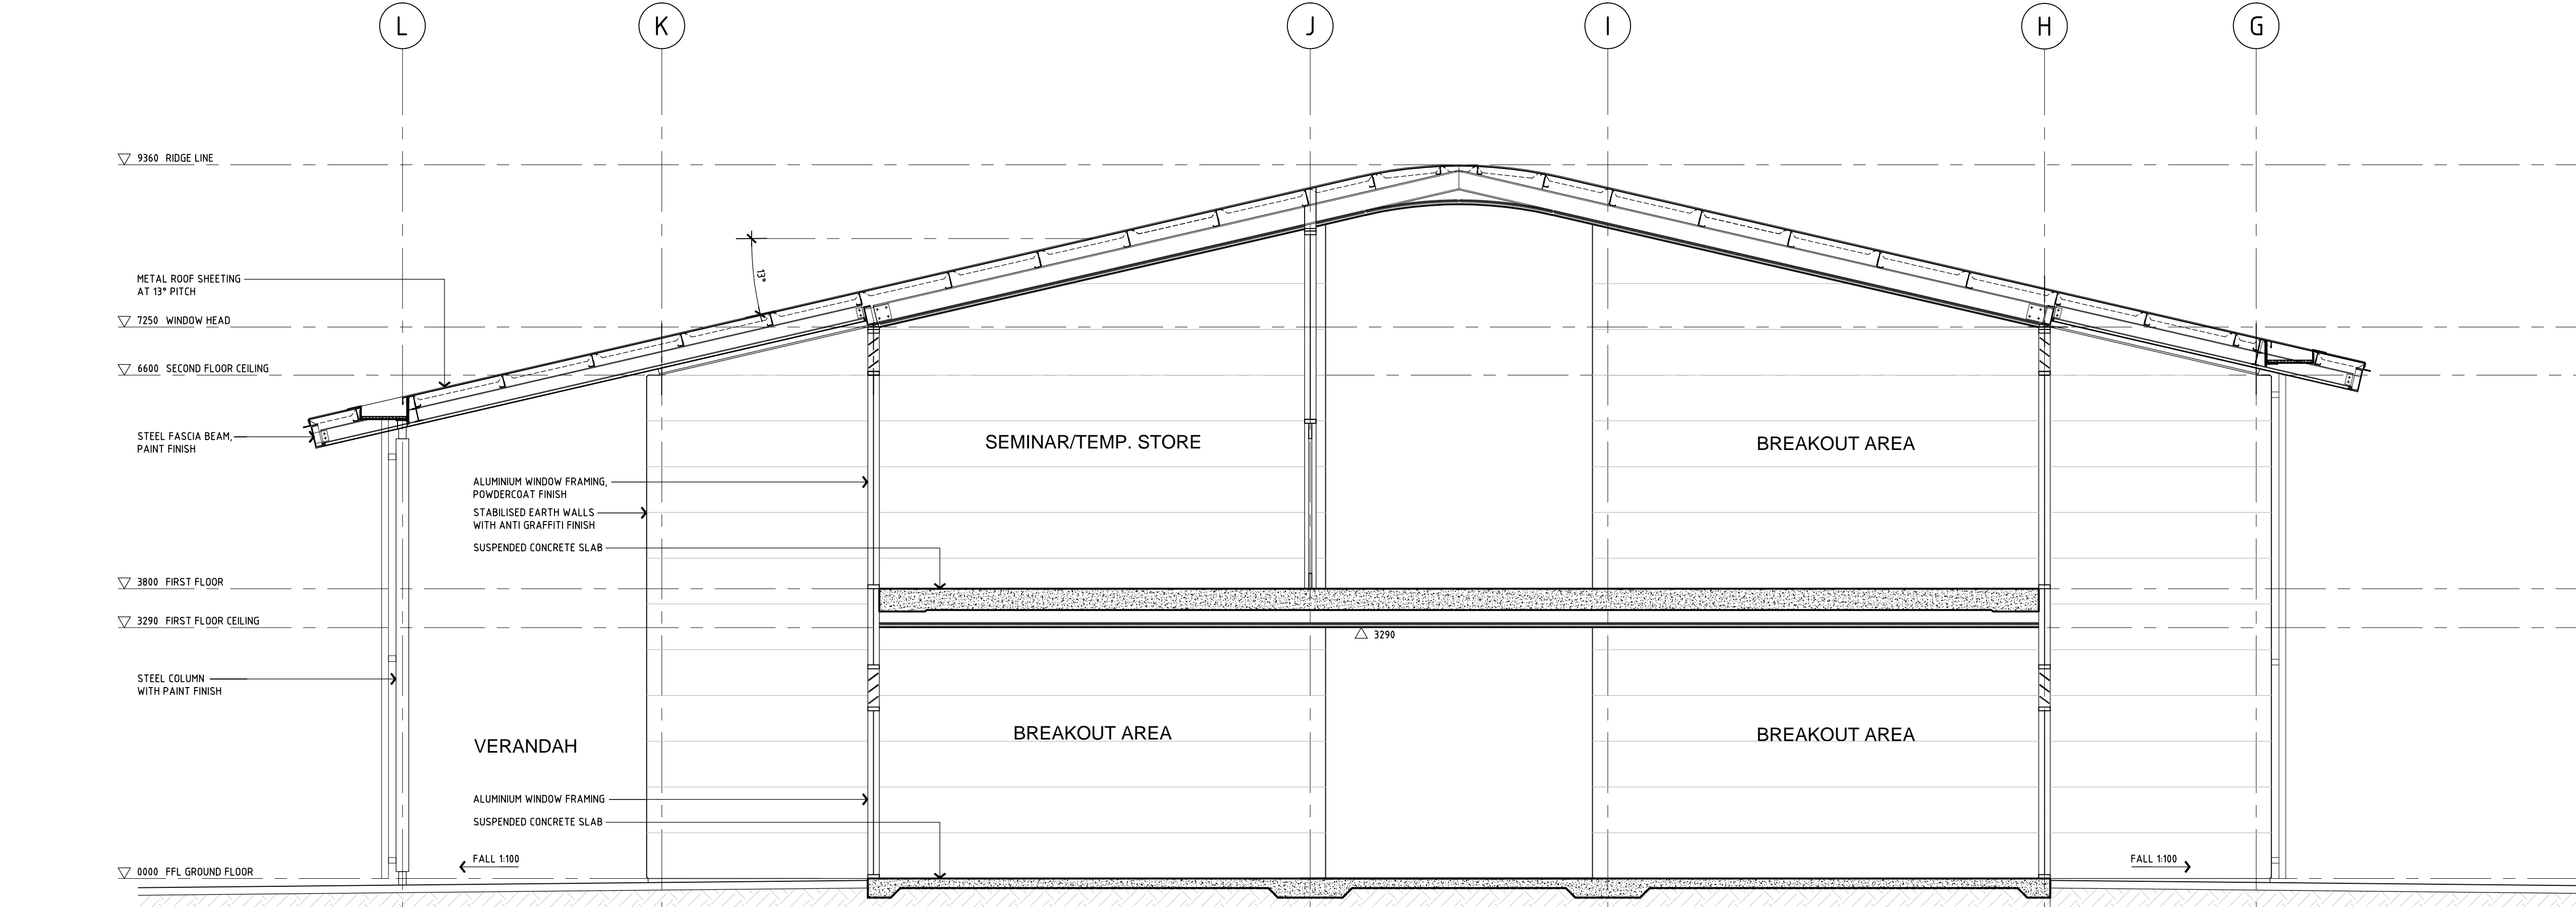 L
K
J
I
H
G
9360 RIDGE LINE
METAL ROOF SHEETING
AT 13° PITCH
13°
7250 WINDOW HEAD
6600 SECOND FLOOR CEILING
STEEL FASCIA BEAM,
PAINT FINISH
SEMINAR/TEMP. STORE
BREAKOUT AREA
ALUMINIUM WINDOW FRAMING,
POWDERCOAT FINISH
STABILISED EARTH WALLS
WITH ANTI GRAFFITI FINISH
SUSPENDED CONCRETE SLAB
3800 FIRST FLOOR
3290 FIRST FLOOR CEILING
3290
STEEL COLUMN
WITH PAINT FINISH
VERANDAH
BREAKOUT AREA
BREAKOUT AREA
ALUMINIUM WINDOW FRAMING
SUSPENDED CONCRETE SLAB
FALL 1:100
FALL 1:100
0000 FFL GROUND FLOOR